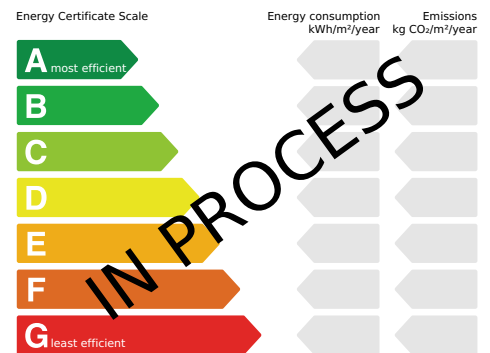 Energy Certificate Scale
Energy consumption
kWh/m²/year
Emissions
kg CO₂/m²/year
A most efficient
B
C
D
E
F
G least efficient
IN PROCESS